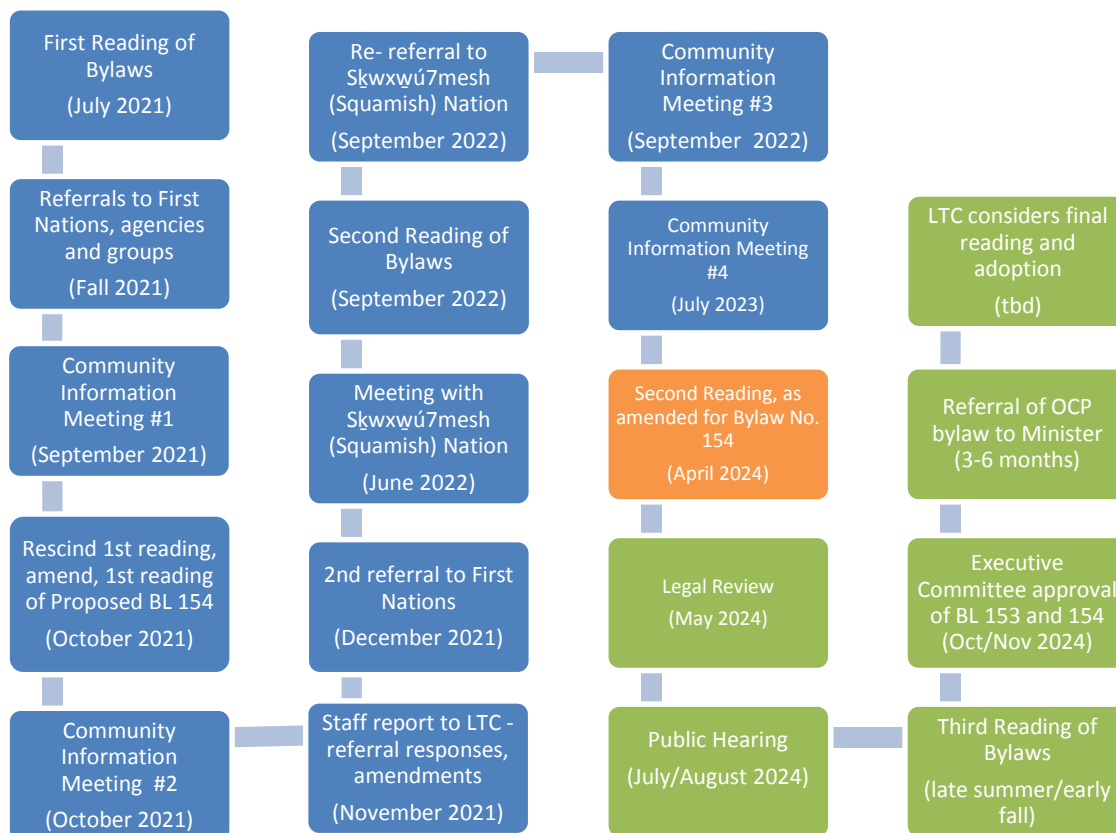 First Reading of
Bylaws
(July 2021)
Referrals to First
Nations, agencies
and groups
(Fall 2021)
Community
Information
Meeting #1
(September 2021)
Rescind 1st reading,
amend, 1st reading
of Proposed BL 154
(October 2021)
Community
Information
Meeting #2
(October 2021)
Re- referral to
Sḵwxw̱ú7mesh
(Squamish) Nation
(September 2022)
Second Reading of
Bylaws
(September 2022)
Meeting with
Sḵwxw̱ú7mesh
(Squamish) Nation
(June 2022)
2nd referral to First
Nations
(December 2021)
Staff report to LTC -
referral responses,
amendments
(November 2021)
Community
Information
Meeting #3
(September 2022)
Community
Information Meeting
#4
(July 2023)
Second Reading, as
amended for Bylaw No.
154
(April 2024)
Legal Review
(May 2024)
Public Hearing
(July/August 2024)
LTC considers final
reading and
adoption
(tbd)
Referral of OCP
bylaw to Minister
(3-6 months)
Executive
Committee approval
of BL 153 and 154
(Oct/Nov 2024)
Third Reading of
Bylaws
(late summer/early
fall)